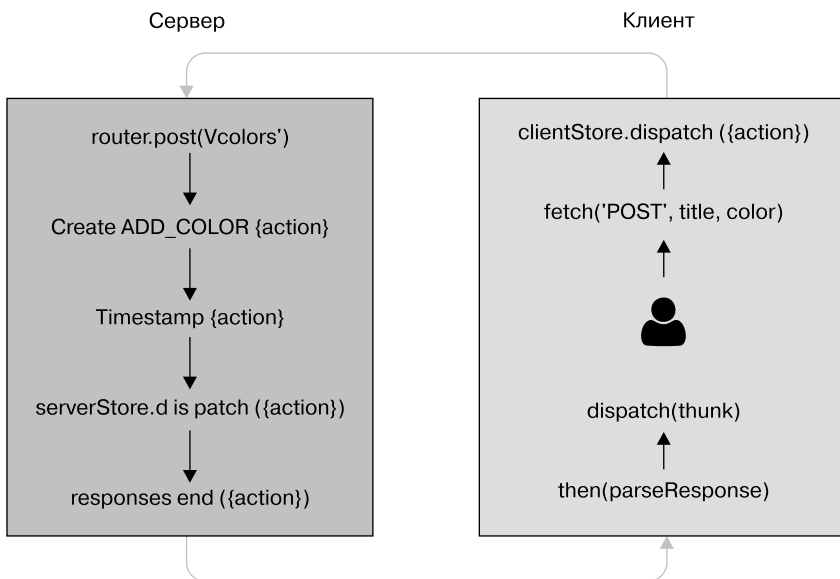 Сервер
Клиент
router.post(Vcolors')
Create ADD_COLOR {action}
Timestamp {action}
serverStore.d is patch ({action})
responses end ({action})
clientStore.dispatch ({action})
fetch('POST', title, color)
dispatch(thunk)
then(parseResponse)